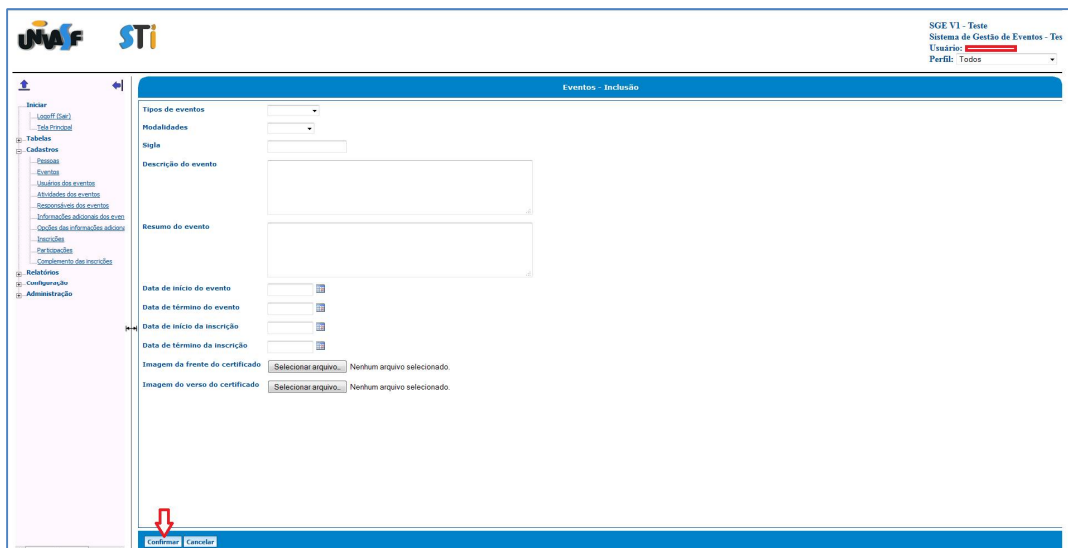 UNIVASF
STi
SGE V1 - Teste
Sistema de Gestão de Eventos - Tes
Usuário:
Perfil: Todos
Iniciar
Logoff (Sair)
Tela Principal
Tabelas
Cadastros
Pessoas
Eventos
Usuários dos eventos
Atividades dos eventos
Responsáveis dos eventos
Informações adicionais dos even
Opções das informações adiciona
Inscrições
Participações
Complemento das inscrições
Relatórios
Configuração
Administração
Eventos - Inclusão
Tipos de eventos
Modalidades
Sigla
Descrição do evento
Resumo do evento
Data de início do evento
Data de término do evento
Data de início da inscrição
Data de término da inscrição
Imagem da frente do certificado Selecionar arquivo... Nenhum arquivo selecionado.
Imagem do verso do certificado Selecionar arquivo... Nenhum arquivo selecionado.
Confirmar Cancelar